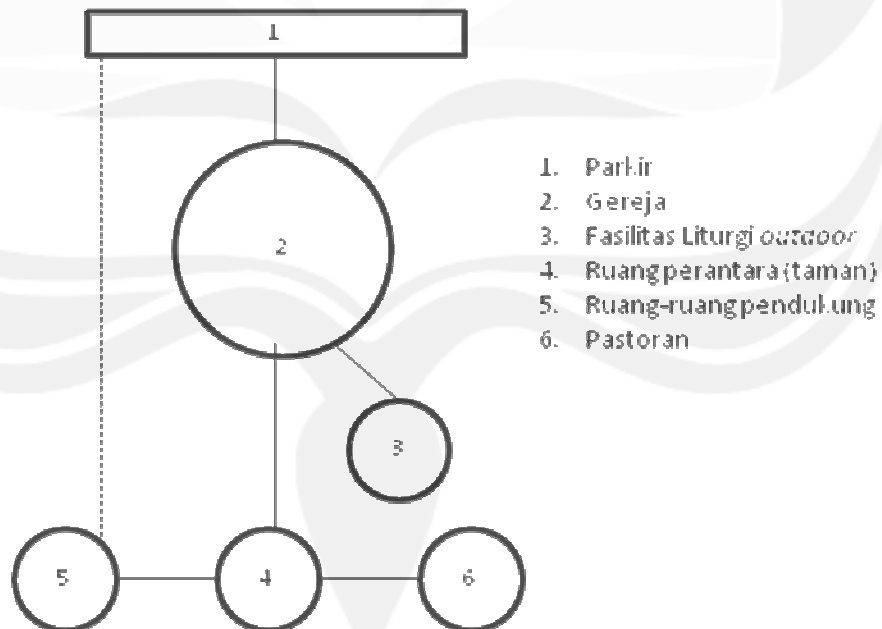 1
2
3
4
5
6
1. Parkir
2. Gereja
3. Fasilitas Liturgi outdoor
4. Ruang perantara (taman)
5. Ruang-ruang pendukung
6. Pastoran